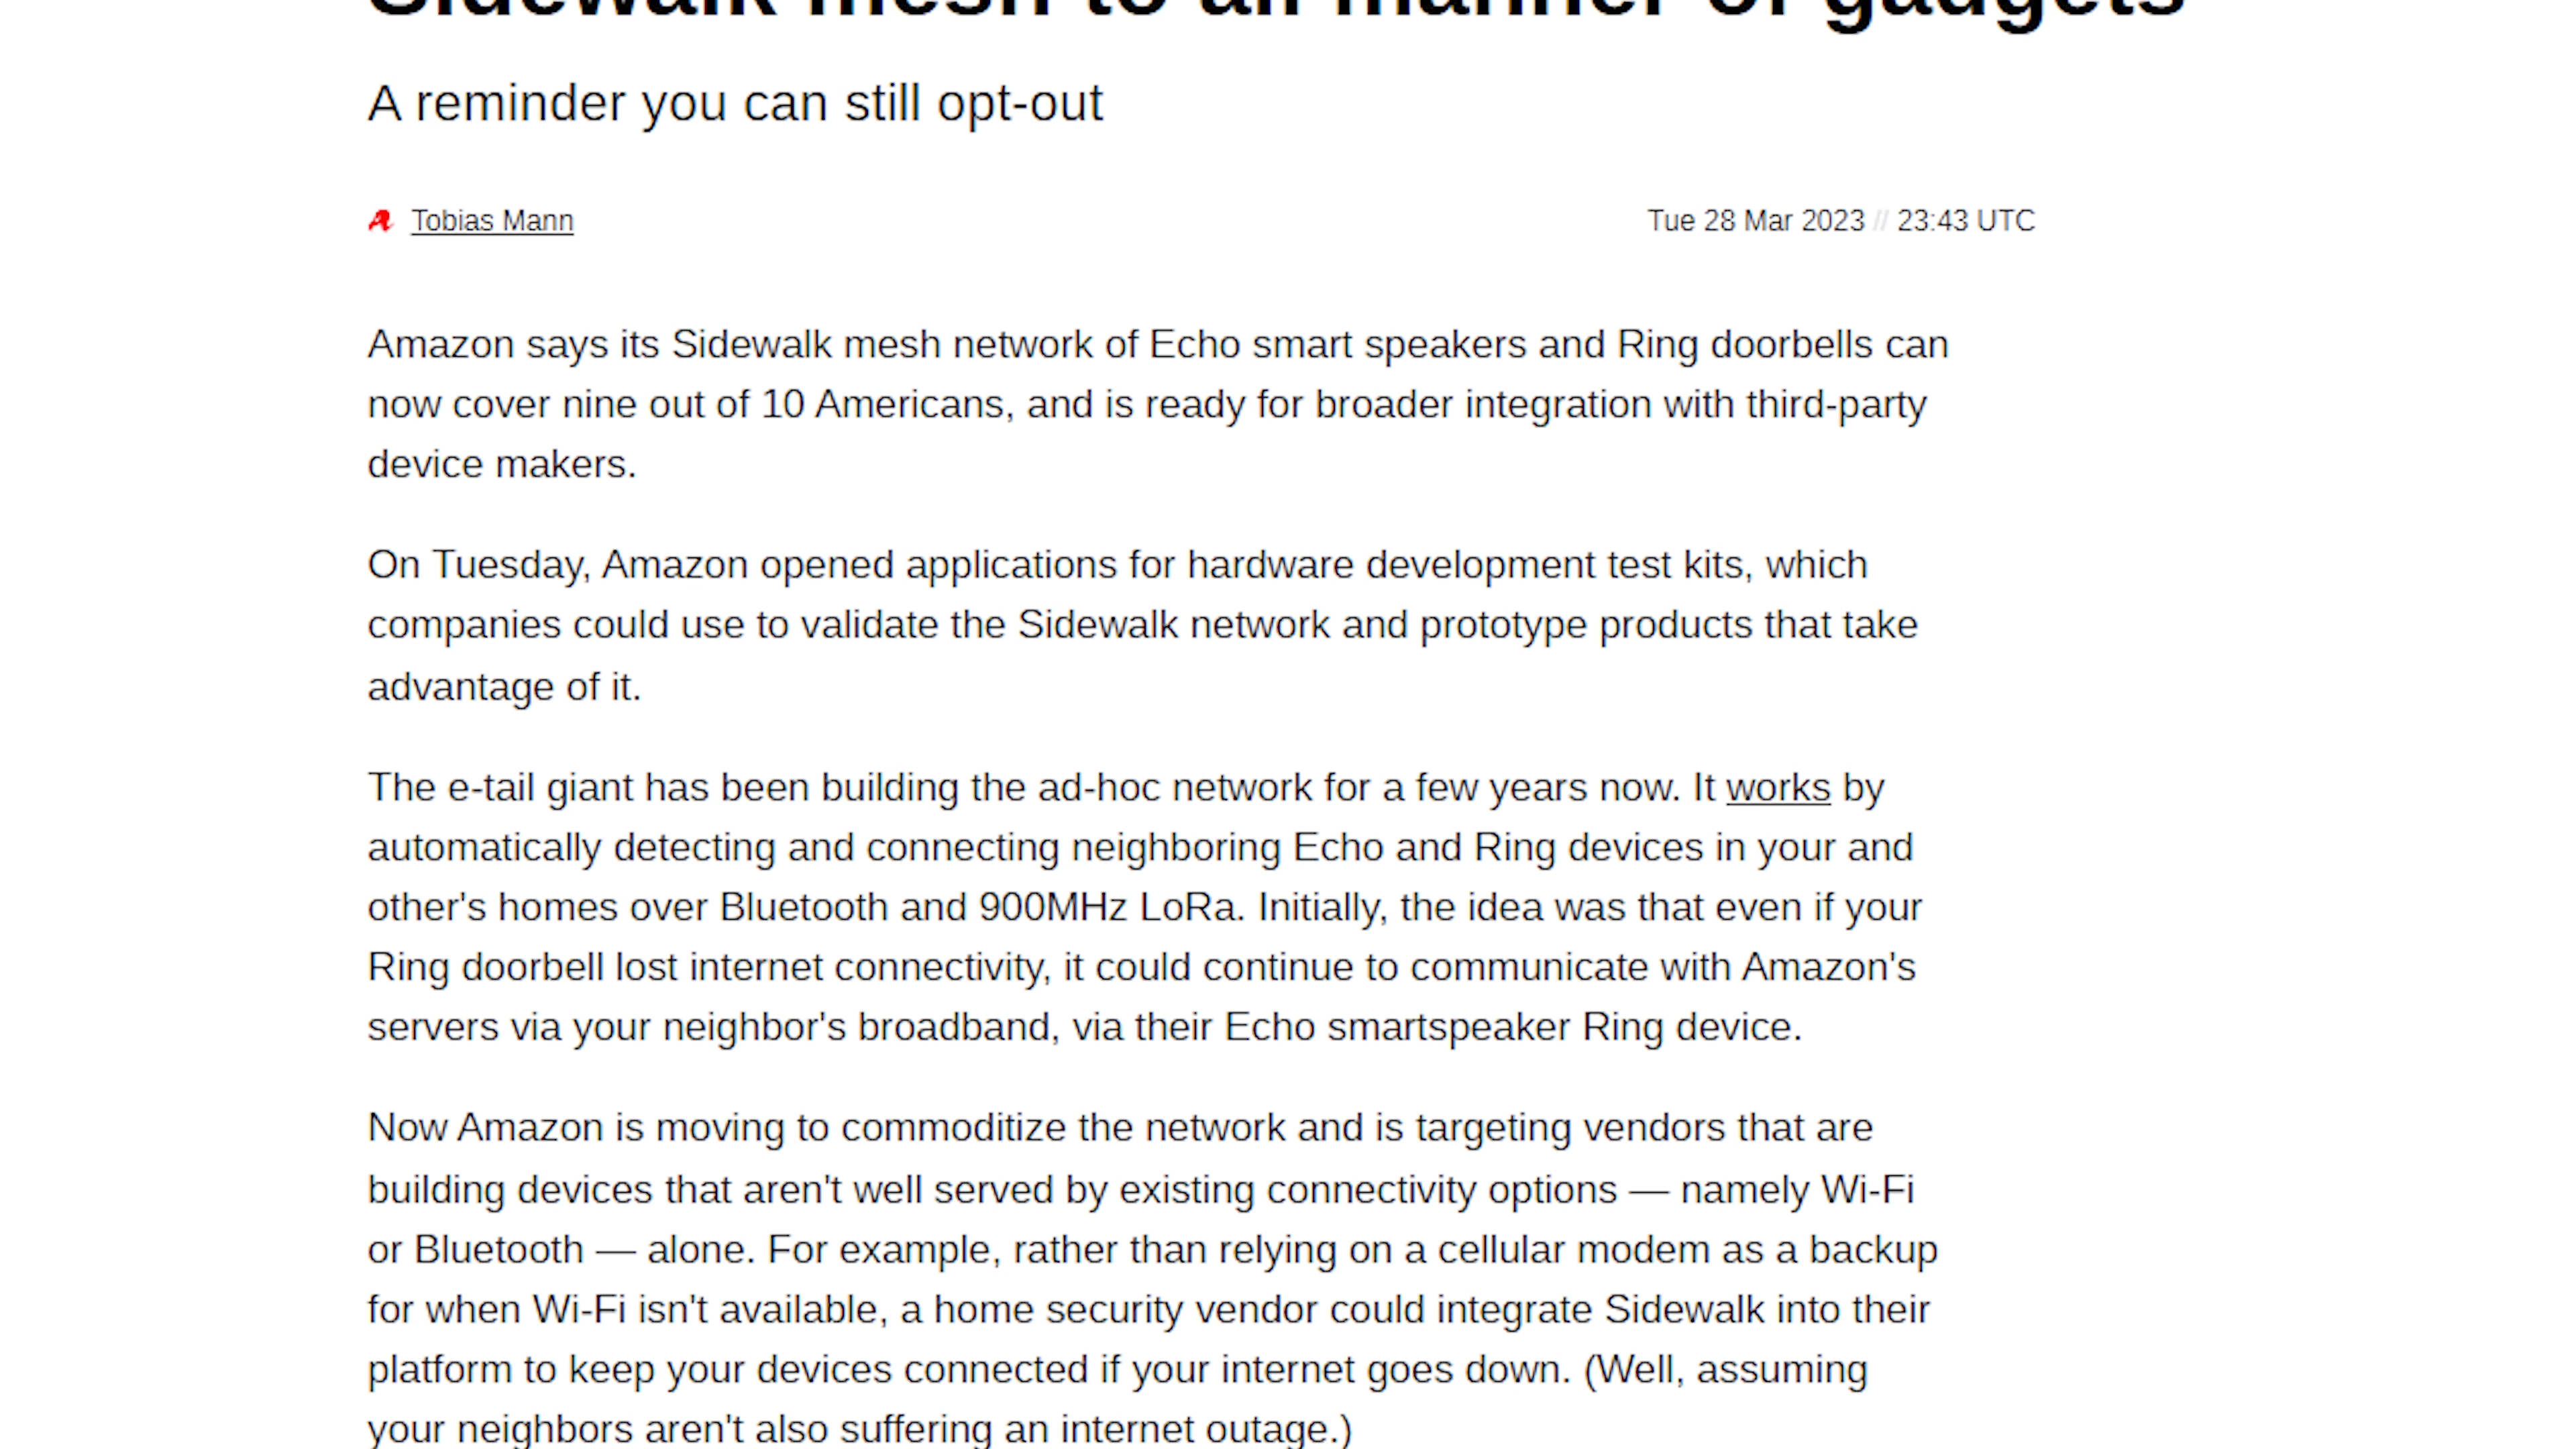 Sidewalk mesh to all manner of gadgets
A reminder you can still opt-out
Tobias Mann
Tue 28 Mar 2023 // 23:43 UTC
Amazon says its Sidewalk mesh network of Echo smart speakers and Ring doorbells can
now cover nine out of 10 Americans, and is ready for broader integration with third-party
device makers.
On Tuesday, Amazon opened applications for hardware development test kits, which
companies could use to validate the Sidewalk network and prototype products that take
advantage of it.
The e-tail giant has been building the ad-hoc network for a few years now. It works by
automatically detecting and connecting neighboring Echo and Ring devices in your and
other's homes over Bluetooth and 900MHz LoRa. Initially, the idea was that even if your
Ring doorbell lost internet connectivity, it could continue to communicate with Amazon's
servers via your neighbor's broadband, via their Echo smartspeaker Ring device.
Now Amazon is moving to commoditize the network and is targeting vendors that are
building devices that aren't well served by existing connectivity options — namely Wi-Fi
or Bluetooth — alone. For example, rather than relying on a cellular modem as a backup
for when Wi-Fi isn't available, a home security vendor could integrate Sidewalk into their
platform to keep your devices connected if your internet goes down. (Well, assuming
your neighbors aren't also suffering an internet outage.)